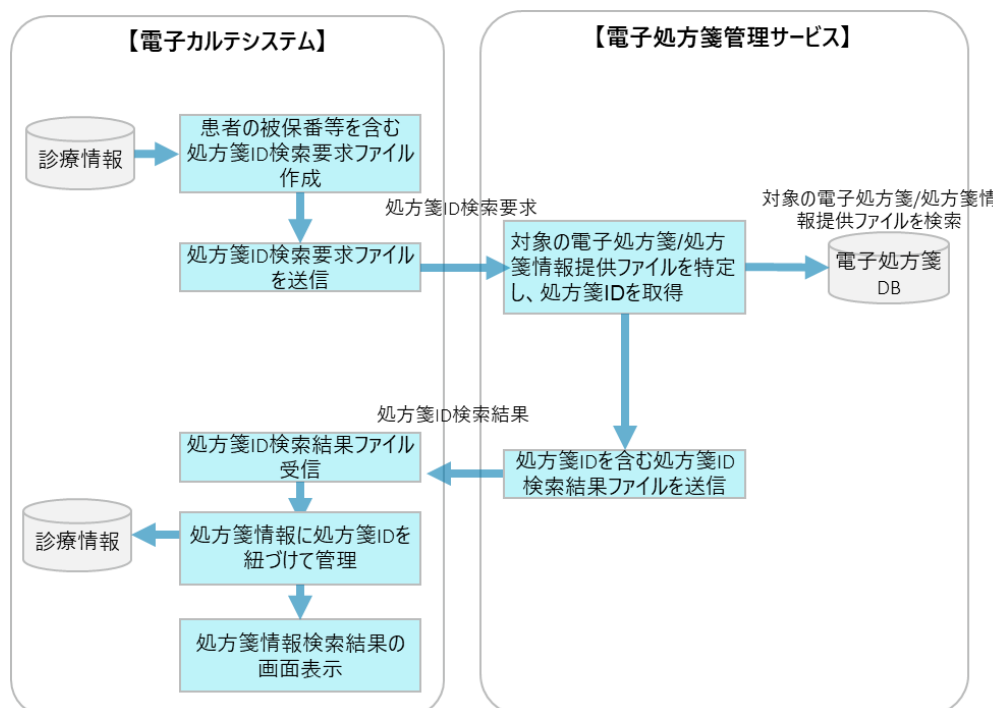 【電子カルテシステム】
【電子処方箋管理サービス】
診療情報
患者の被保番等を含む
処方箋ID検索要求ファイル
作成
処方箋ID検索要求
対象の電子処方箋/処方箋情
報提供ファイルを検索
処方箋ID検索要求ファイル
を送信
対象の電子処方箋/処方
箋情報提供ファイルを特定
し、処方箋IDを取得
電子処方箋
DB
処方箋ID検索結果
処方箋ID検索結果ファイル
受信
処方箋IDを含む処方箋ID
検索結果ファイルを送信
診療情報
処方箋情報に処方箋IDを
紐づけて管理
処方箋情報検索結果の
画面表示